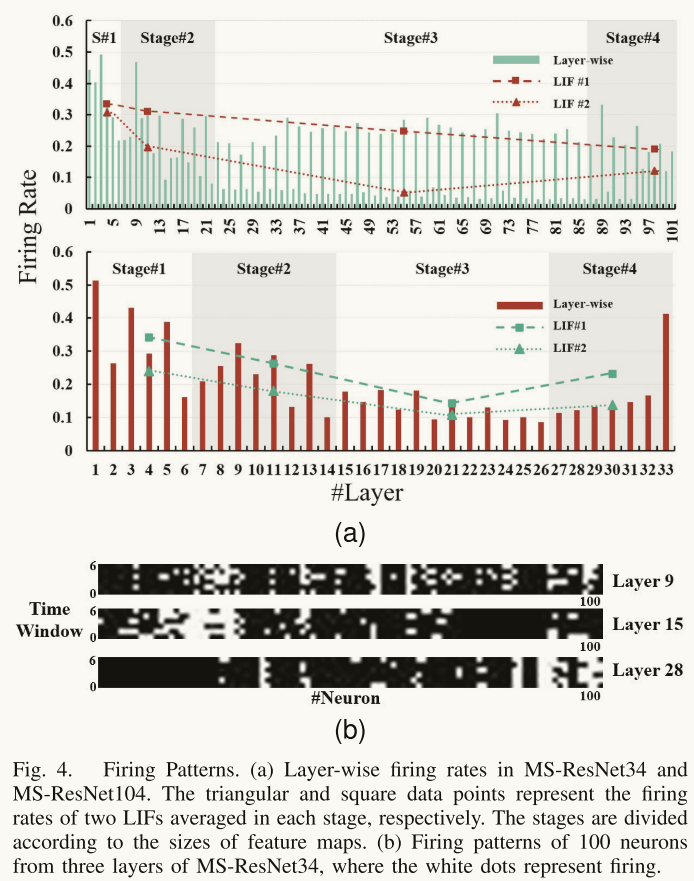 0.6
S#1 Stage#2 Stage#3 Stage#4
0.5
Layer-wise
LIF #1
LIF #2
0.4
0.3
0.2
0.1
0
1 5 9 13 17 21 25 29 33 37 41 45 49 53 57 61 65 69 73 77 81 85 89 93 97 101
Firing Rate
0.6
Stage#1 Stage#2 Stage#3 Stage#4
0.5
Layer-wise
LIF#1
LIF#2
0.4
0.3
0.2
0.1
0
1 2 3 4 5 6 7 8 9 10 11 12 13 14 15 16 17 18 19 20 21 22 23 24 25 26 27 28 29 30 31 32 33
#Layer
(a)
6
0
Layer 9
100
Time
Window
6
0
Layer 15
100
6
0
Layer 28
100
#Neuron
(b)
Fig. 4. Firing Patterns. (a) Layer-wise firing rates in MS-ResNet34 and
MS-ResNet104. The triangular and square data points represent the firing
rates of two LIFs averaged in each stage, respectively. The stages are divided
according to the sizes of feature maps. (b) Firing patterns of 100 neurons
from three layers of MS-ResNet34, where the white dots represent firing.